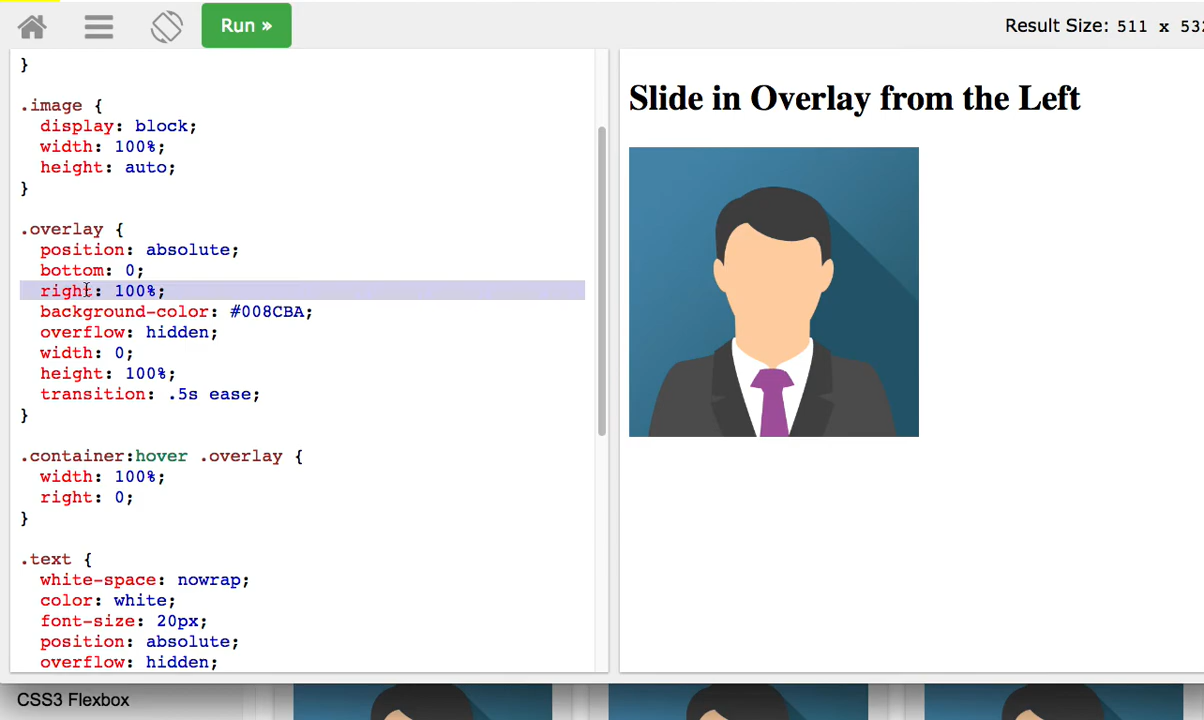 Run »
Result Size: 511 x 532
}
.image {
display: block;
width: 100%;
height: auto;
}
.overlay {
position: absolute;
bottom: 0;
right: 100%;
background-color: #008CBA;
overflow: hidden;
width: 0;
height: 100%;
transition: .5s ease;
}
.container:hover .overlay {
width: 100%;
right: 0;
}
.text {
white-space: nowrap;
color: white;
font-size: 20px;
position: absolute;
overflow: hidden;
Slide in Overlay from the Left
CSS3 Flexbox